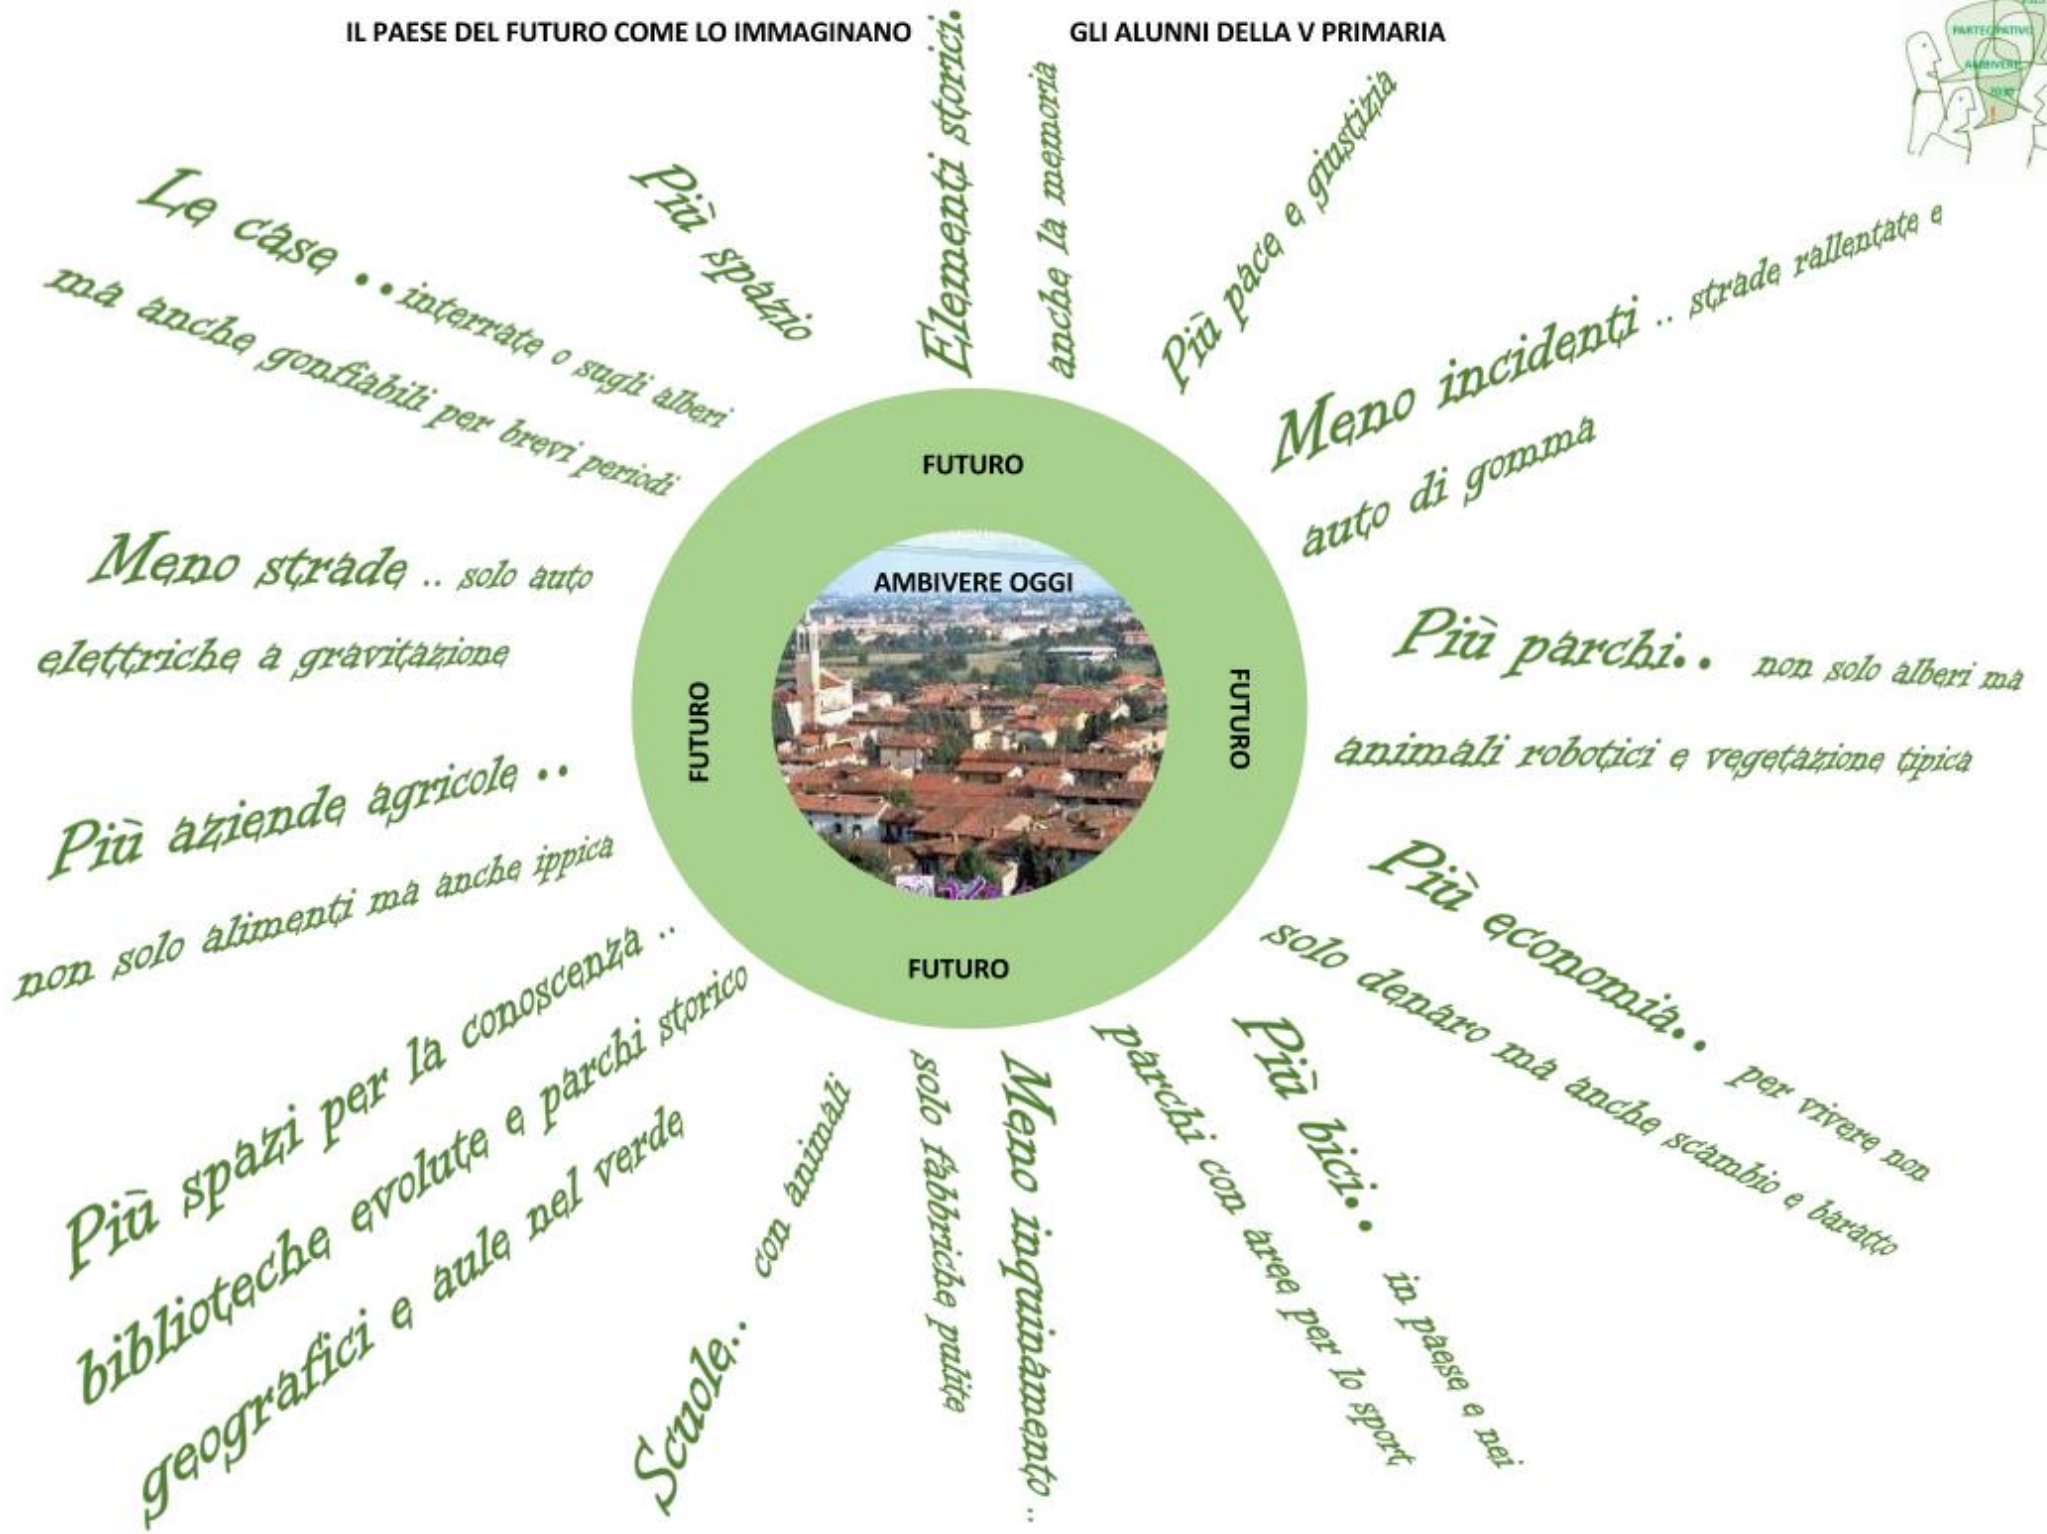 IL PAESE DEL FUTURO COME LO IMMAGINANO GLI ALUNNI DELLA V PRIMARIA
PARTECIPATIVO
AMBIVERE
2030
Elementi storici.
anche la memoria
Più pace e giustizia
Meno incidenti .. strade rallentate e
auto di gomma
Più parchi.. non solo alberi ma
animali robotici e vegetazione tipica
Più economia.. per vivere non
solo denaro ma anche scambio e baratto
Più bici.. in paese e nei
parchi con aree per lo sport
Meno inquinamento ..
solo fabbriche pulite
Scuole.. con animali
Più spazi per la conoscenza ..
biblioteche evolute e parchi storico
geografici e aule nel verde
Più aziende agricole ..
non solo alimenti ma anche ippica
Meno strade .. solo auto
elettriche a gravitazione
Le case ..interrate o sugli alberi
ma anche gonfiabili per brevi periodi
Più spazio
FUTURO
FUTURO
FUTURO
FUTURO
AMBIVERE OGGI